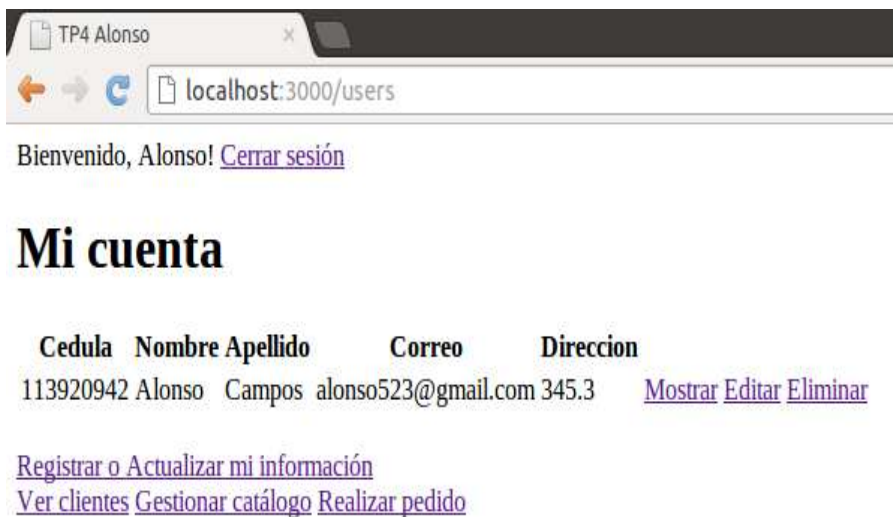 TP4 Alonso
localhost:3000/users
Bienvenido, Alonso! Cerrar sesión
Mi cuenta
Cedula Nombre Apellido Correo Direccion
113920942 Alonso Campos alonso523@gmail.com 345.3 Mostrar Editar Eliminar
Registrar o Actualizar mi información
Ver clientes Gestionar catálogo Realizar pedido